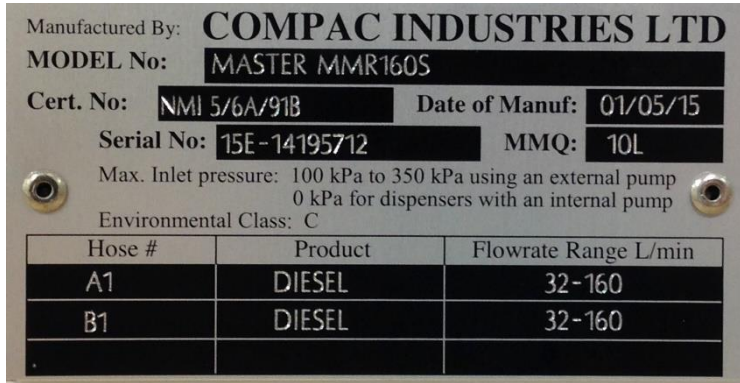 Manufactured By: COMPAC INDUSTRIES LTD
MODEL No: MASTER MMR160S
Cert. No: NMI 5/6A/91B Date of Manuf: 01/05/15
Serial No: 15E-14195712 MMQ: 10L
Max. Inlet pressure: 100 kPa to 350 kPa using an external pump
0 kPa for dispensers with an internal pump
Environmental Class: C
Hose # Product Flowrate Range L/min
A1 DIESEL 32-160
B1 DIESEL 32-160